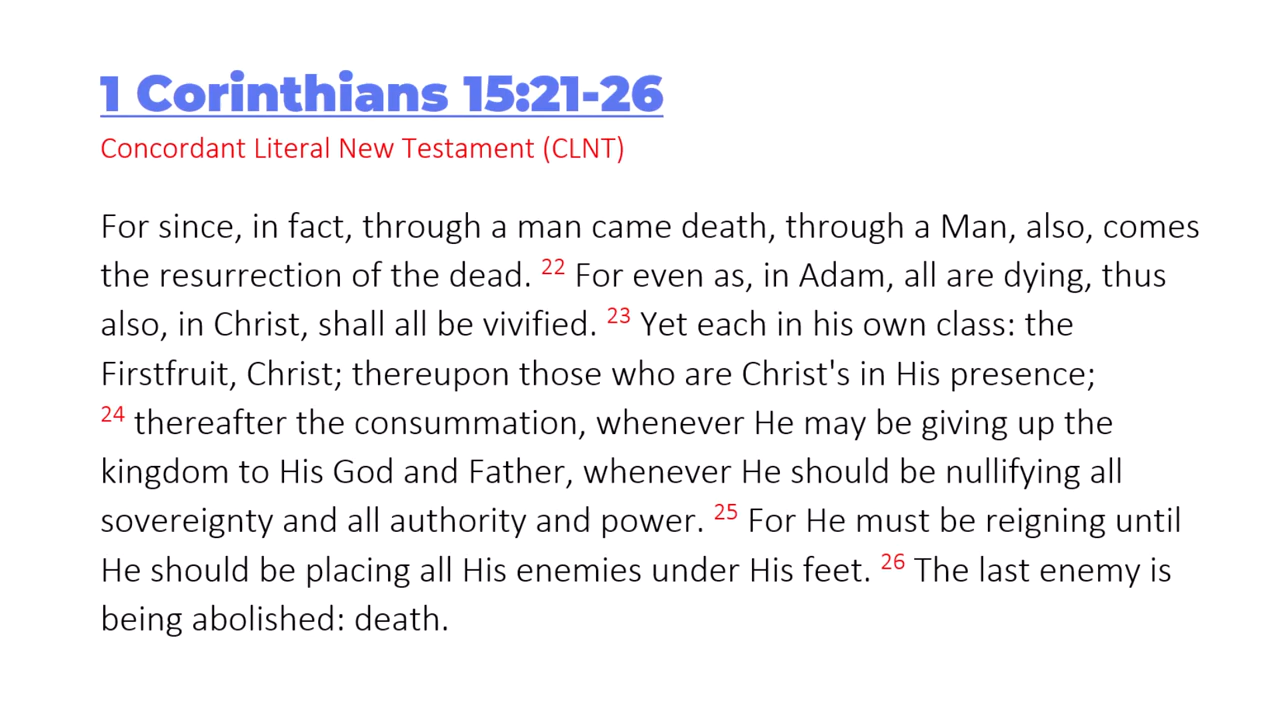 1 Corinthians 15:21-26
Concordant Literal New Testament (CLNT)
For since, in fact, through a man came death, through a Man, also, comes
the resurrection of the dead. 22 For even as, in Adam, all are dying, thus
also, in Christ, shall all be vivified. 23 Yet each in his own class: the
Firstfruit, Christ; thereupon those who are Christ's in His presence;
24 thereafter the consummation, whenever He may be giving up the
kingdom to His God and Father, whenever He should be nullifying all
sovereignty and all authority and power. 25 For He must be reigning until
He should be placing all His enemies under His feet. 26 The last enemy is
being abolished: death.